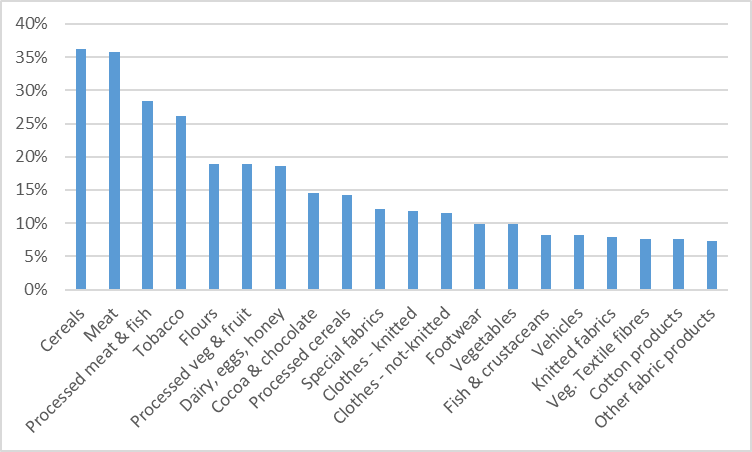 40%
35%
30%
25%
20%
15%
10%
5%
0%
Cereals
Meat
Processed meat & fish
Tobacco
Flours
Processed veg & fruit
Dairy, eggs, honey
Cocoa & chocolate
Processed cereals
Special fabrics
Clothes - knitted
Clothes - not-knitted
Footwear
Vegetables
Fish & crustaceans
Vehicles
Knitted fabrics
Veg. Textile fibres
Cotton products
Other fabric products